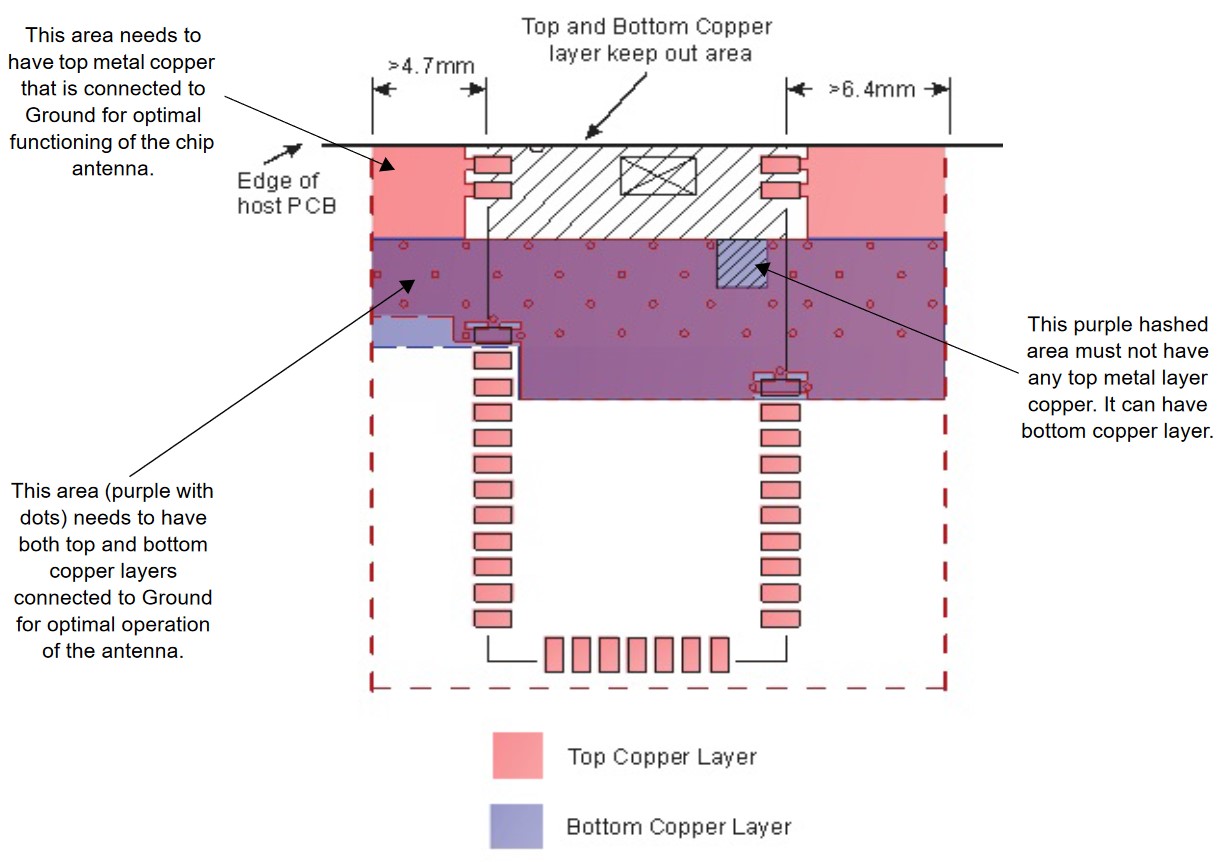 This area needs to
have top metal copper
that is connected to
Ground for optimal
functioning of the chip
antenna.
Top and Bottom Copper
layer keep out area
>4.7mm
>6.4mm
Edge of
host PCB
This purple hashed
area must not have
any top metal layer
copper. It can have
bottom copper layer.
This area (purple with
dots) needs to have
both top and bottom
copper layers
connected to Ground
for optimal operation
of the antenna.
Top Copper Layer
Bottom Copper Layer